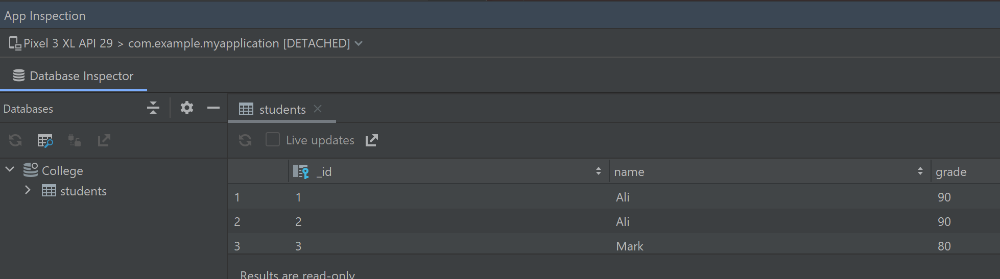 App Inspection
Pixel 3 XL API 29 > com.example.myapplication [DETACHED]
Database Inspector
Databases
students
Live updates
College
students
_id name grade
1 1 Ali 90
2 2 Ali 90
3 3 Mark 80
Results are read-only